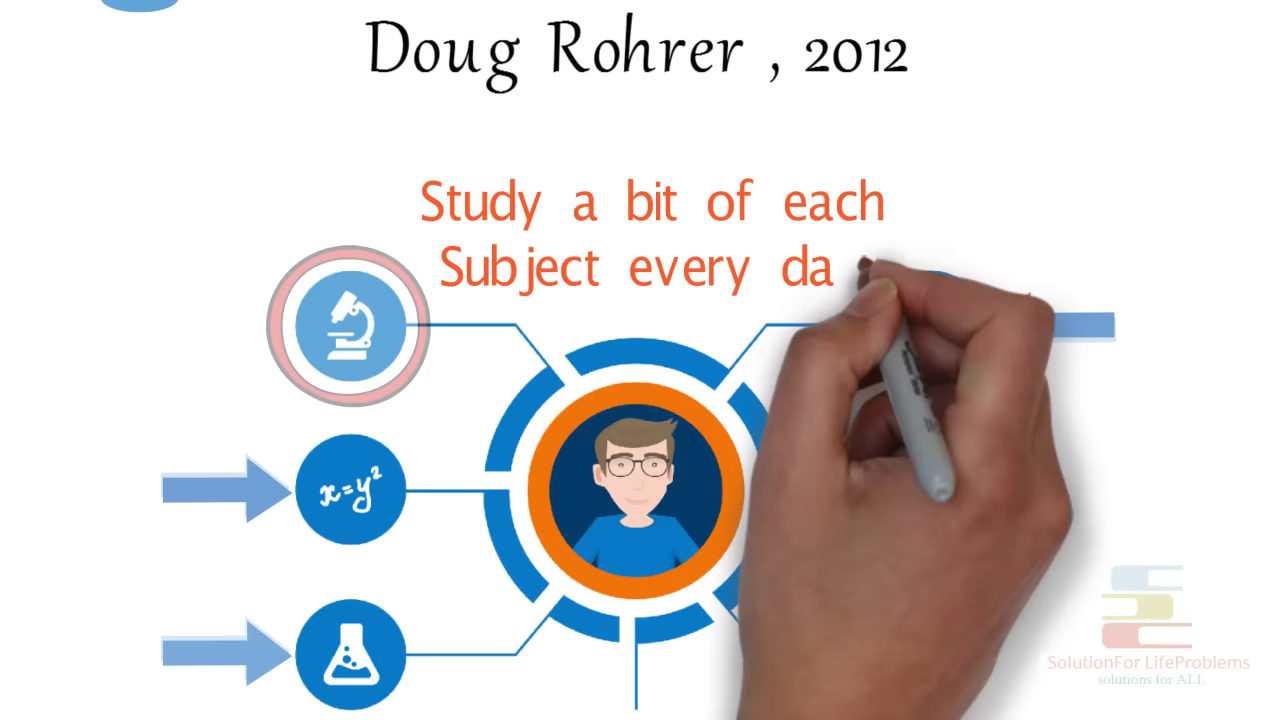 Doug Rohrer , 2012
Study a bit of each
Subject every da
x=y²
SolutionFor LifeProblems
solutions for ALL